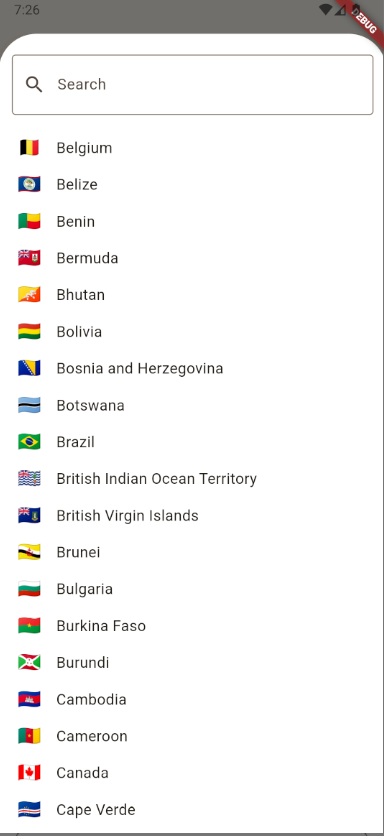 7:26
DEBUG
Search
Belgium
Belize
Benin
Bermuda
Bhutan
Bolivia
Bosnia and Herzegovina
Botswana
Brazil
British Indian Ocean Territory
British Virgin Islands
Brunei
Bulgaria
Burkina Faso
Burundi
Cambodia
Cameroon
Canada
Cape Verde